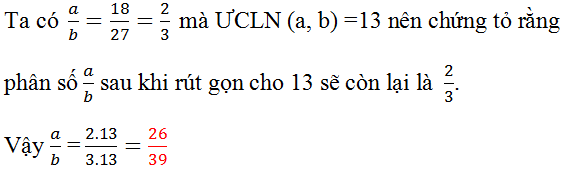 Ta có a/b = 18/27 = 2/3 mà ƯCLN (a, b) =13 nên chứng tỏ rằng
phân số a/b sau khi rút gọn cho 13 sẽ còn lại là 2/3.
Vậy a/b = 2.13/3.13 = 26/39